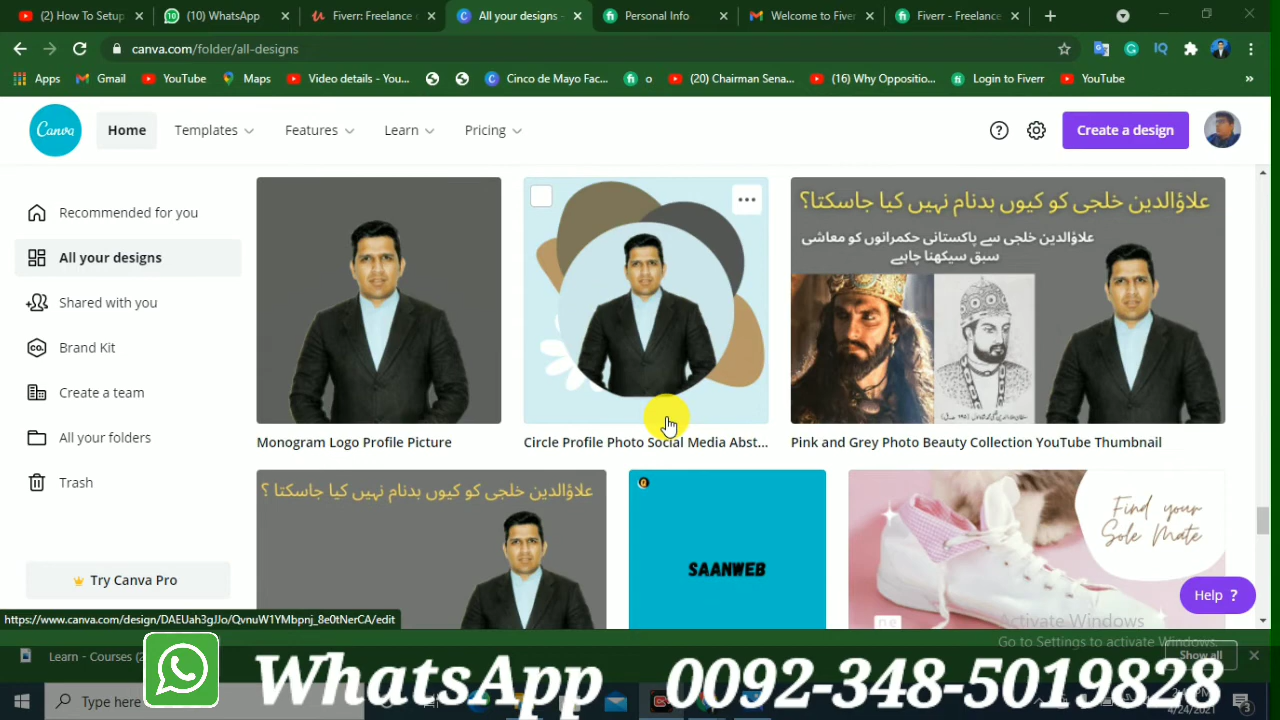 (2) How To Setup
(10) WhatsApp
Fiverr: Freelance
All your designs -
Personal Info
Welcome to Fiver
Fiverr - Freelance
canva.com/folder/all-designs
Apps
Gmail
YouTube
Maps
Video details - You...
Cinco de Mayo Fac...
o
(20) Chairman Sena...
(16) Why Oppositio...
Login to Fiverr
YouTube
»
Canva
Home
Templates
Features
Learn
Pricing
Create a design
Recommended for you
All your designs
Shared with you
Brand Kit
Create a team
All your folders
Trash
Try Canva Pro
علاؤالدین خلجی کو کیوں بدنام نہیں کیا جاسکتا؟
علاؤالدین خلجی سے پاکستانی حکمرانوں کو معاشی
سبق سیکھنا چاہیے
Monogram Logo Profile Picture
Circle Profile Photo Social Media Abst...
Pink and Grey Photo Beauty Collection YouTube Thumbnail
علاؤالدین خلجی کو کیوں بدنام نہیں کیا جاسکتا ؟
SAANWEB
Find your
Sole Mate
Help ?
Activate Windows
Go to Settings to activate Windows.
https://www.canva.com/design/DAEUah3gJJo/QvnuW1YMbpnj_8e0tNerCA/edit
Learn - Courses (2
Show all
WhatsApp 0092-348-5019828
Type here
4/24/2021
3